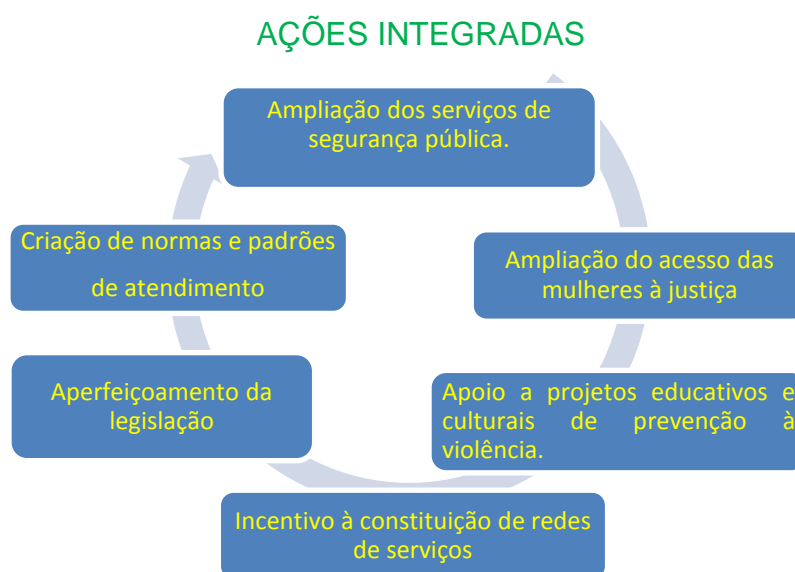 AÇÕES INTEGRADAS
Ampliação dos serviços de
segurança pública.
Ampliação do acesso das
mulheres à justiça
Apoio a projetos educativos e
culturais de prevenção à
violência.
Incentivo à constituição de redes
de serviços
Aperfeiçoamento da
legislação
Criação de normas e padrões
de atendimento